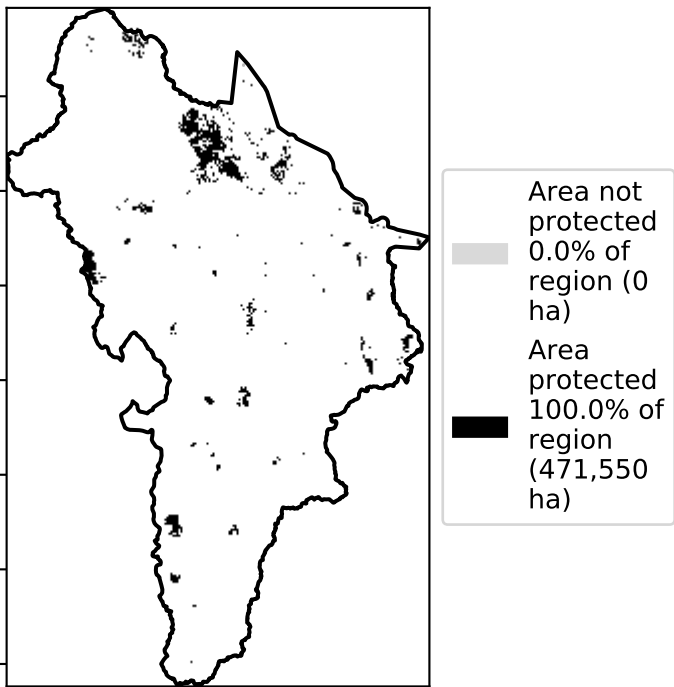 Area not
protected
0.0% of
region (0
ha)
Area
protected
100.0% of
region
(471,550
ha)